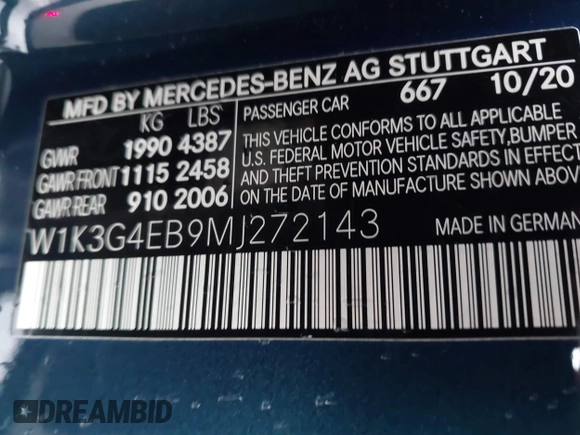 MFD BY MERCEDES-BENZ AG STUTTGART
KG LBS
PASSENGER CAR 667 10/20
GVWR 1990 4387
GAWR FRONT 1115 2458
GAWR REAR 910 2006
THIS VEHICLE CONFORMS TO ALL APPLICABLE
U.S. FEDERAL MOTOR VEHICLE SAFETY, BUMPER
AND THEFT PREVENTION STANDARDS IN EFFECT
ON THE DATE OF MANUFACTURE SHOWN ABOVE
W1K3G4EB9MJ272143
MADE IN GERMAN
DREAMBID